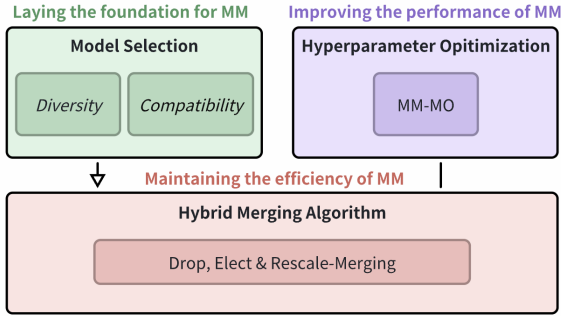 Laying the foundation for MM
Improving the performance of MM
Model Selection
Diversity
Compatibility
Hyperparameter Opitimization
MM-MO
Maintaining the efficiency of MM
Hybrid Merging Algorithm
Drop, Elect & Rescale-Merging